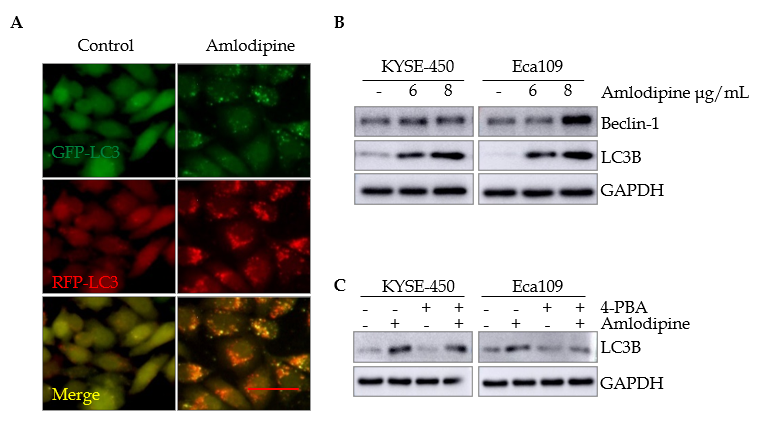 A
Control Amlodipine
GFP-LC3
RFP-LC3
Merge
B
KYSE-450 Eca109
- 6 8 - 6 8 Amlodipine µg/mL
Beclin-1
LC3B
GAPDH
C
KYSE-450 Eca109
- - + + - - + + 4-PBA
- + - + - + - + Amlodipine
LC3B
GAPDH